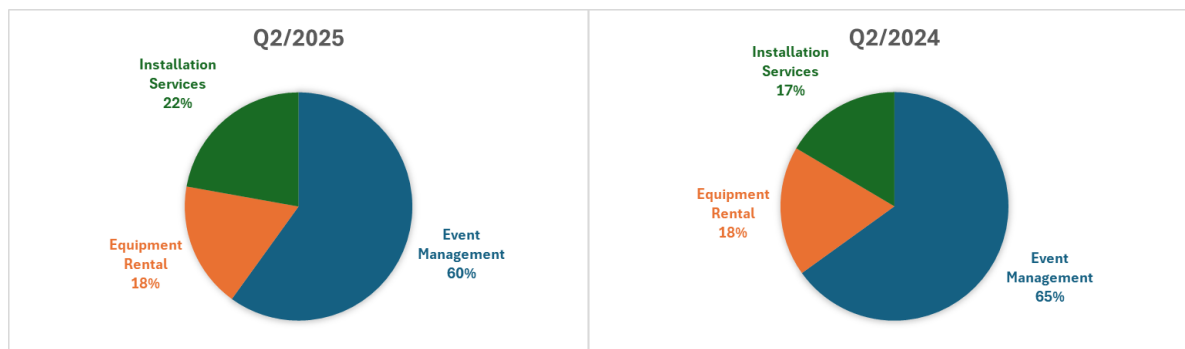 Q2/2025
Installation
Services
22%
Equipment
Rental
18%
Event
Management
60%
Q2/2024
Installation
Services
17%
Equipment
Rental
18%
Event
Management
65%